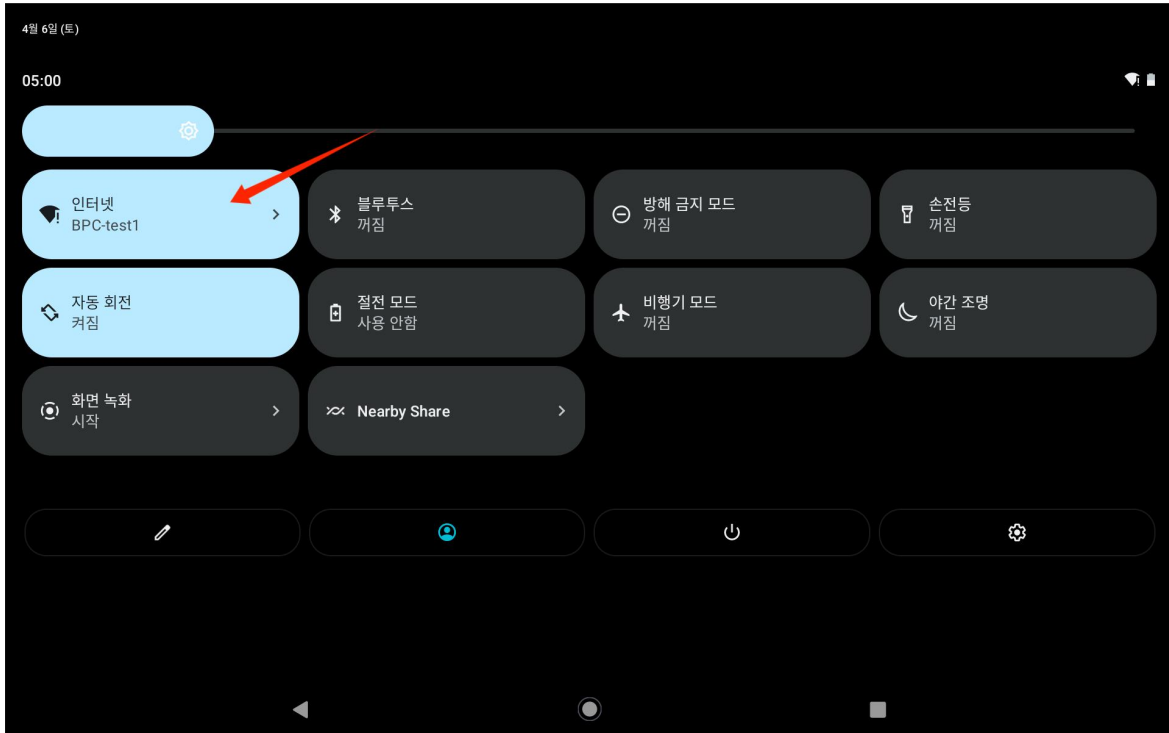 4월 6일 (토)
05:00
인터넷
BPC-test1
블루투스
꺼짐
방해 금지 모드
꺼짐
손전등
꺼짐
자동 회전
켜짐
절전 모드
사용 안함
비행기 모드
꺼짐
야간 조명
꺼짐
화면 녹화
시작
Nearby Share